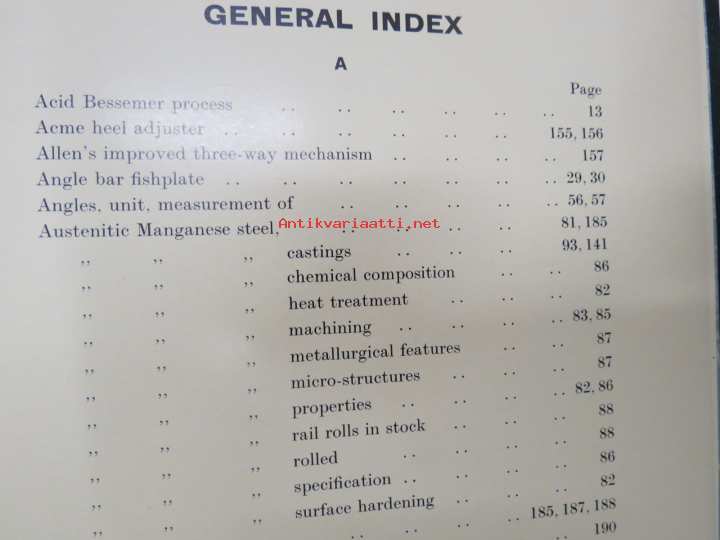 GENERAL INDEX
A
Page
Acid Bessemer process .. .. .. .. .. .. 13
Acme heel adjuster .. .. .. .. .. .. 155, 156
Allen's improved three-way mechanism .. .. .. .. 157
Angle bar fishplate .. .. .. .. .. .. .. 29, 30
Angles, unit, measurement of .. .. .. .. .. 56, 57
Austenitic Manganese steel, .. .. .. .. 81, 185
,, ,, ,, castings .. .. .. 93, 141
,, ,, ,, chemical composition .. .. 86
,, ,, ,, heat treatment .. .. .. 82
,, ,, ,, machining .. .. .. .. 83, 85
,, ,, ,, metallurgical features .. .. 87
,, ,, ,, micro-structures .. .. .. 87
,, ,, ,, properties .. .. .. .. 82, 86
,, ,, ,, rail rolls in stock .. .. .. 88
,, ,, ,, rolled .. .. .. .. 88
,, ,, ,, specification .. .. .. .. 86
,, ,, ,, surface hardening .. .. .. 82
.. .. .. .. 185, 187, 188
.. 190
Antikvariaatti.net